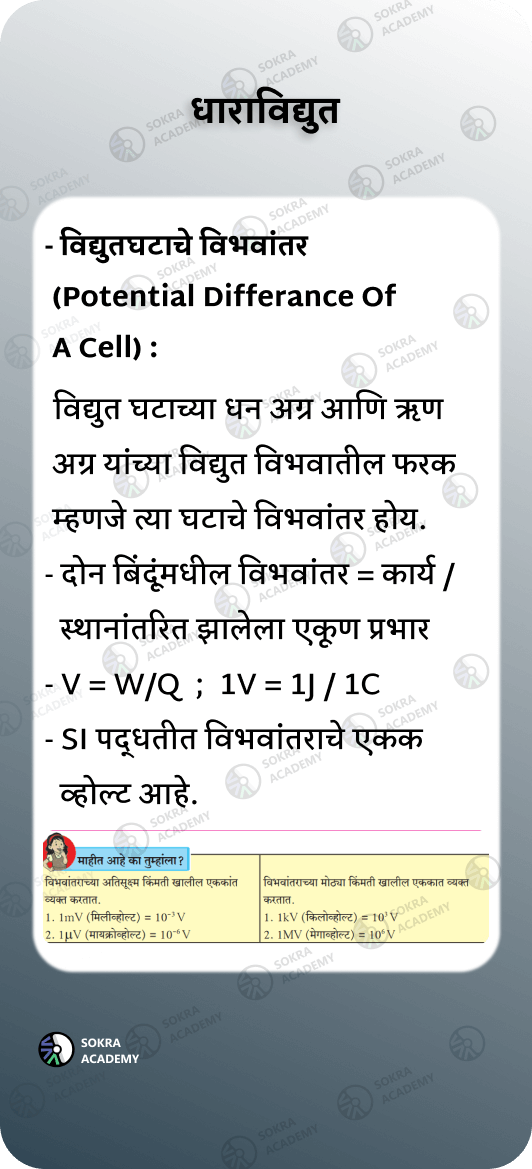 धाराविद्युत
- विद्युतघटाचे विभवांतर
(Potential Differance Of
A Cell) :
विद्युत घटाच्या धन अग्र आणि ऋण
अग्र यांच्या विद्युत विभवातील फरक
म्हणजे त्या घटाचे विभवांतर होय.
- दोन बिंदूंमधील विभवांतर = कार्य /
स्थानांतरित झालेला एकूण प्रभार
- V = W/Q ; 1V = 1J / 1C
- SI पद्धतीत विभवांतराचे एकक
व्होल्ट आहे.
माहीत आहे का तुम्हांला ?
विभवांतराच्या अतिसूक्ष्म किंमती खालील एककांत
व्यक्त करतात.
1. 1mV (मिलीव्होल्ट) = 10⁻³ V
2. 1μV (मायक्रोव्होल्ट) = 10⁻⁶ V
विभवांतराच्या मोठ्या किंमती खालील एककात व्यक्त
करतात.
1. 1kV (किलोव्होल्ट) = 10³ V
2. 1MV (मेगाव्होल्ट) = 10⁶ V
SOKRA
ACADEMY